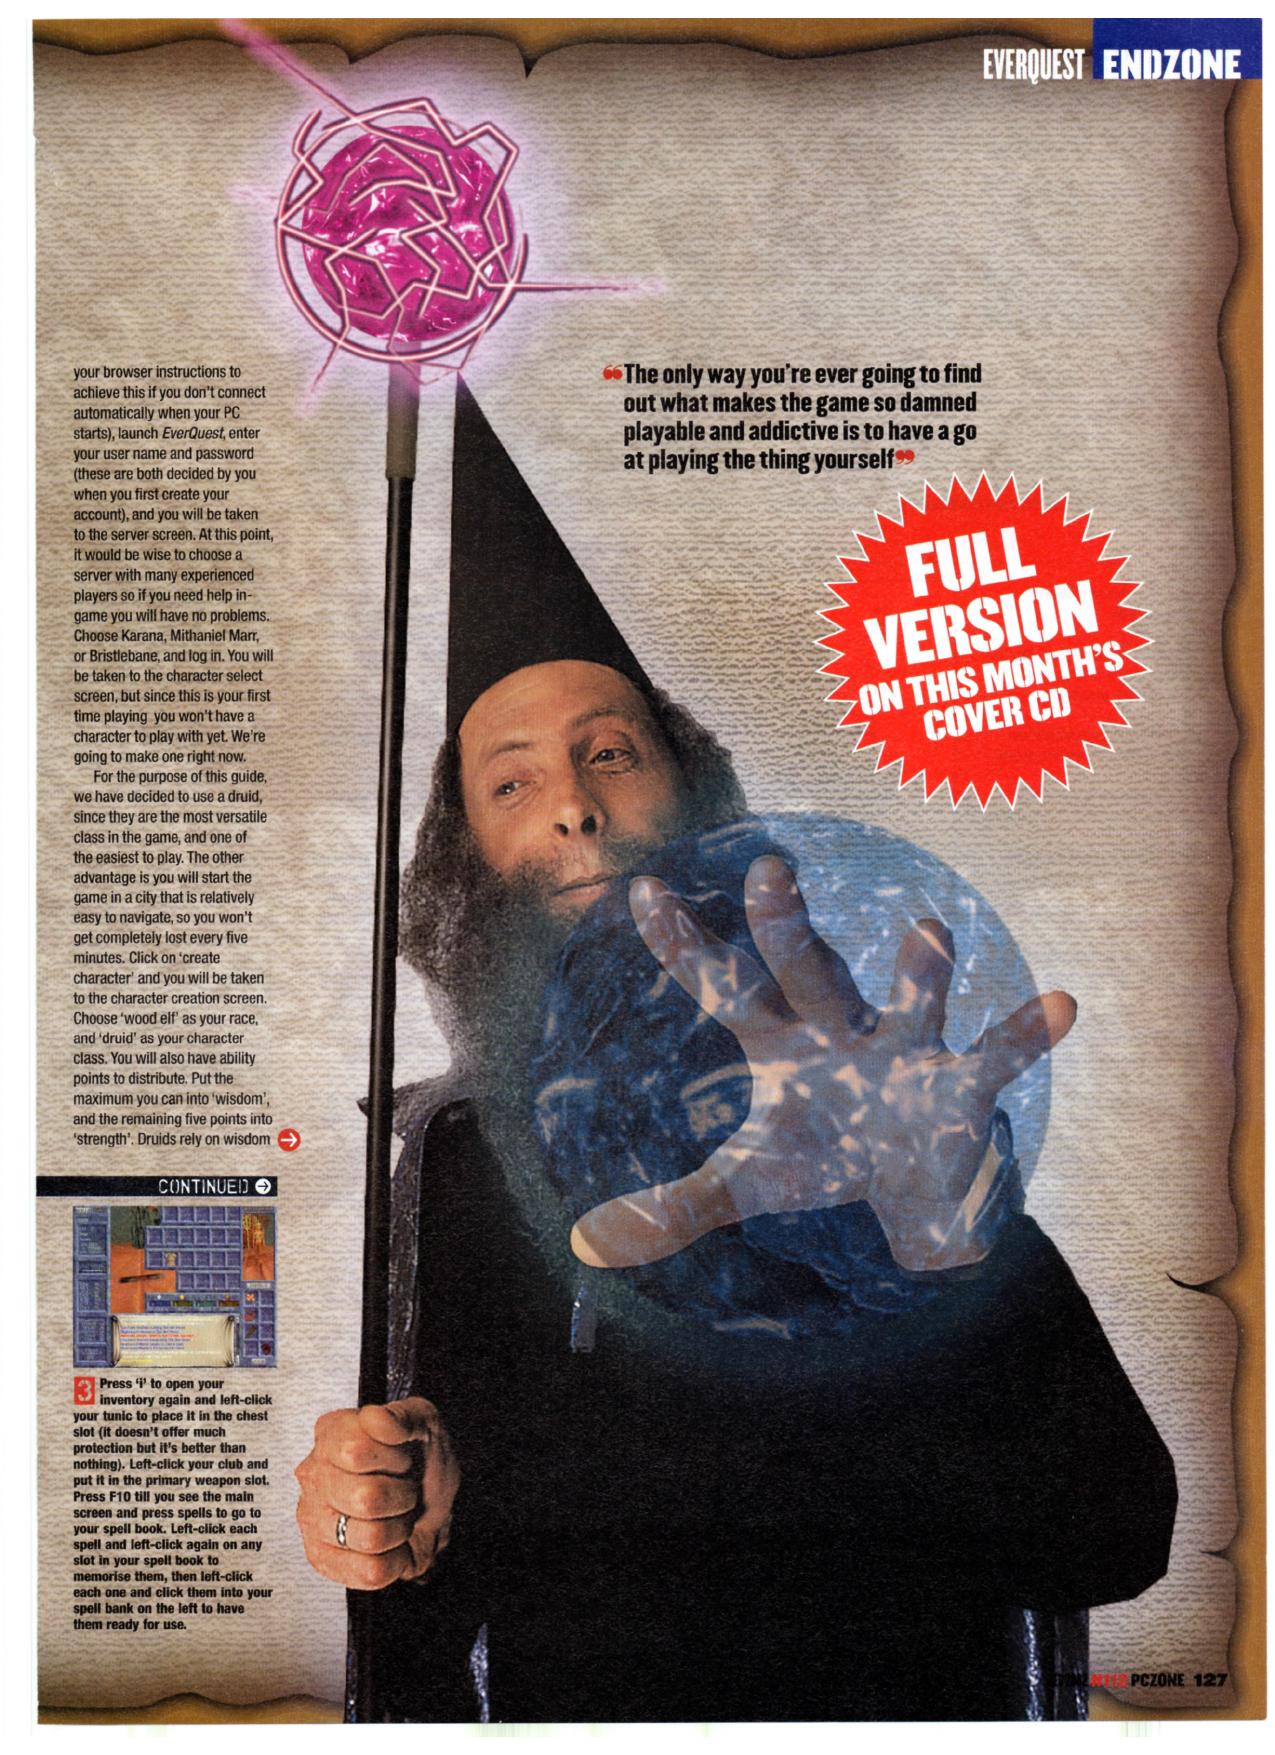 EVERQUEST ENDZONE
your browser instructions to
achieve this if you don't connect
automatically when your PC
starts), launch EverQuest, enter
your user name and password
(these are both decided by you
when you first create your
account), and you will be taken
to the server screen. At this point,
it would be wise to choose a
server with many experienced
players so if you need help in-
game you will have no problems.
Choose Karana, Mithaniel Marr,
or Bristlebane, and log in. You will
be taken to the character select
screen, but since this is your first
time playing you won't have a
character to play with yet. We're
going to make one right now.
For the purpose of this guide,
we have decided to use a druid,
since they are the most versatile
class in the game, and one of
the easiest to play. The other
advantage is you will start the
game in a city that is relatively
easy to navigate, so you won't
get completely lost every five
minutes. Click on 'create
character' and you will be taken
to the character creation screen.
Choose 'wood elf' as your race,
and 'druid' as your character
class. You will also have ability
points to distribute. Put the
maximum you can into 'wisdom',
and the remaining five points into
'strength'. Druids rely on wisdom
“The only way you're ever going to find
out what makes the game so damned
playable and addictive is to have a go
at playing the thing yourself”
FULL
VERSION
ON THIS MONTH'S
COVER CD
CONTINUED
3 Press 'i' to open your
inventory again and left-click
your tunic to place it in the chest
slot (it doesn't offer much
protection but it's better than
nothing). Left-click your club and
put it in the primary weapon slot.
Press F10 till you see the main
screen and press spells to go to
your spell book. Left-click each
spell and left-click again on any
slot in your spell book to
memorise them, then left-click
each one and click them into your
spell bank on the left to have
them ready for use.
PCZONE 127